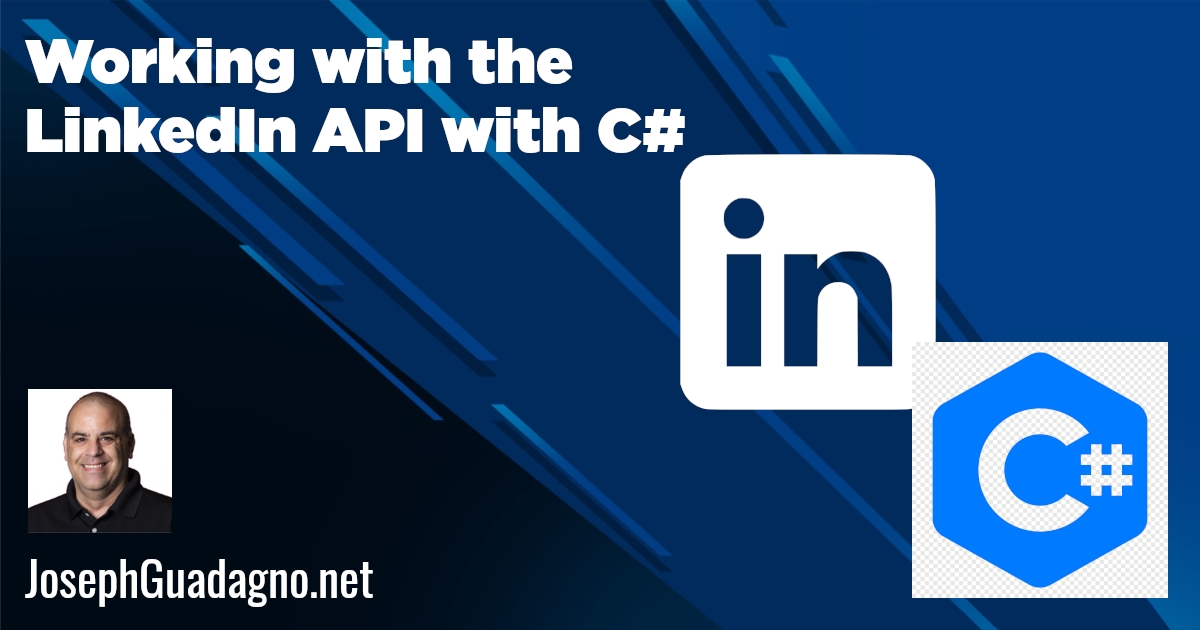 Working with the
LinkedIn API with C#
in
C#
JosephGuadagno.net